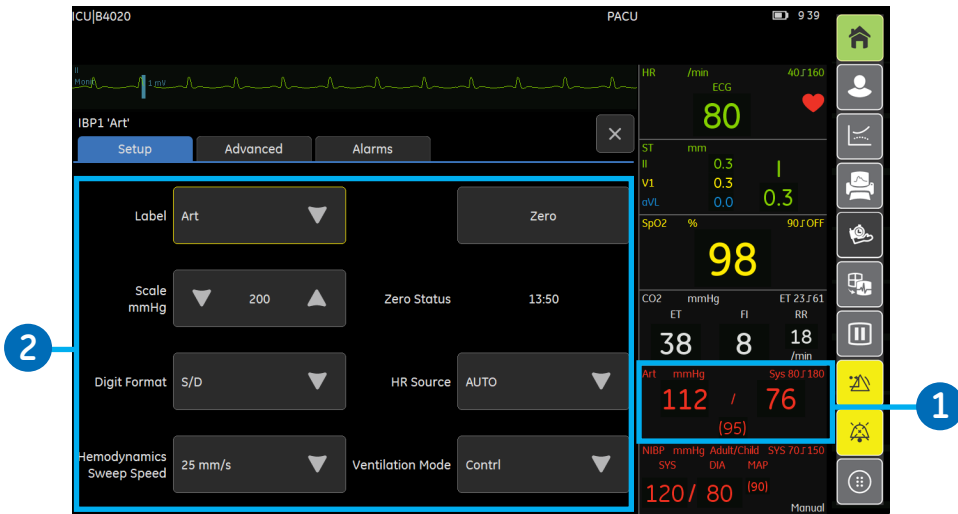 ICU|B4020 PACU 9 39
II
Moni 1 mV
IBP1 'Art'
Setup Advanced Alarms
Label Art Zero
Scale
mmHg 200 Zero Status 13:50
Digit Format S/D HR Source AUTO
Hemodynamics
Sweep Speed 25 mm/s Ventilation Mode Contrl
2
HR /min 40 160
ECG
80
ST mm
II 0.3 I
V1 0.3
aVL 0.0 0.3
SpO2 % 90 OFF
98
CO2 mmHg ET 23 61
ET FI RR
38 8 18
/min
Art mmHg Sys 80 180
112 / 76
(95)
1
NIBP mmHg Adult/Child SYS 70 150
SYS DIA MAP
120/ 80 (90)
Manual